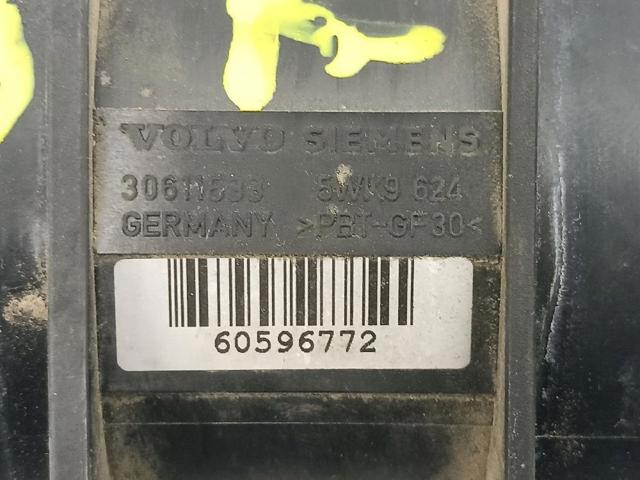 VOLVO SIEMENS
30611533 5WK9 624
GERMANY >PBT-GF30<
60596772